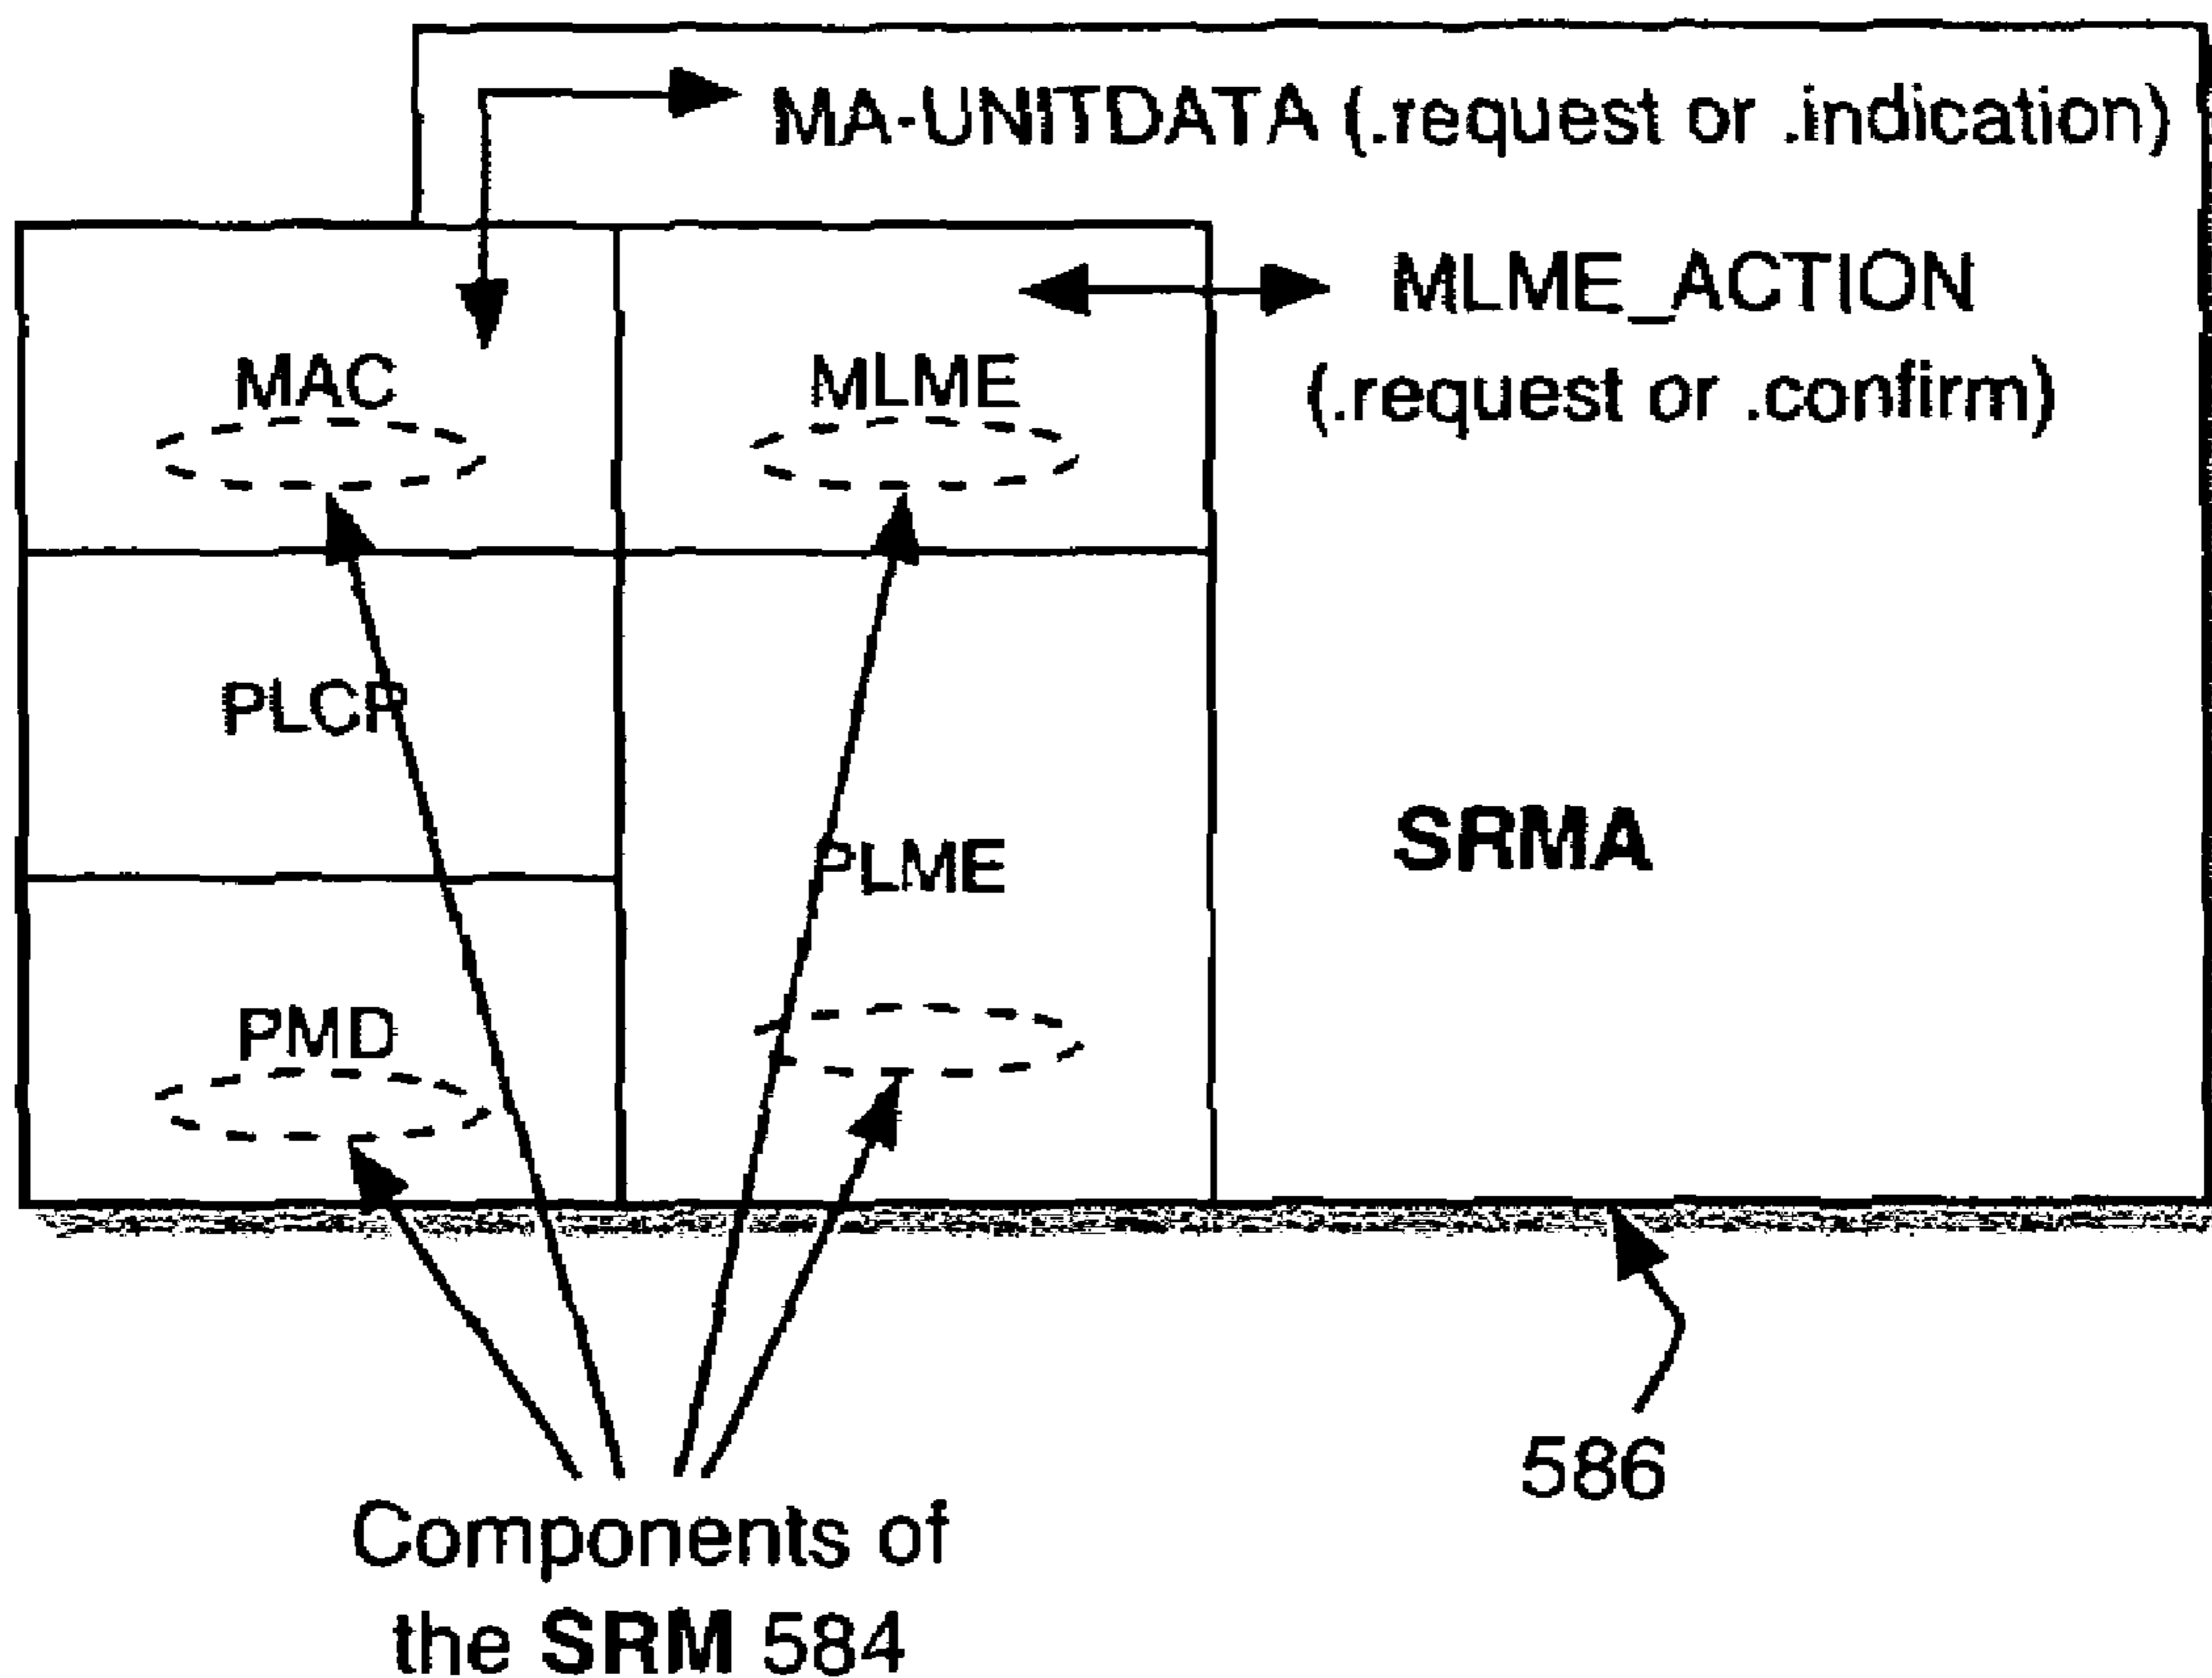 MA-UNITDATA (.request or .indication)
MLME_ACTION
(.request or .confirm)
MAC
MLME
PLCP
PLME
SRMA
PMD
586
Components of
the SRM 584